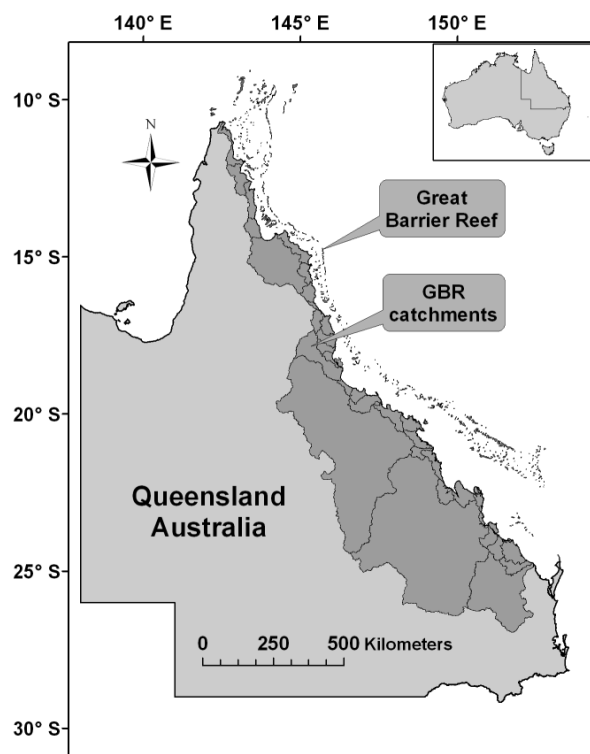 140° E
145° E
150° E
10° S
N
Great
Barrier Reef
15° S
GBR
catchments
20° S
Queensland
Australia
25° S
0
250
500 Kilometers
30° S